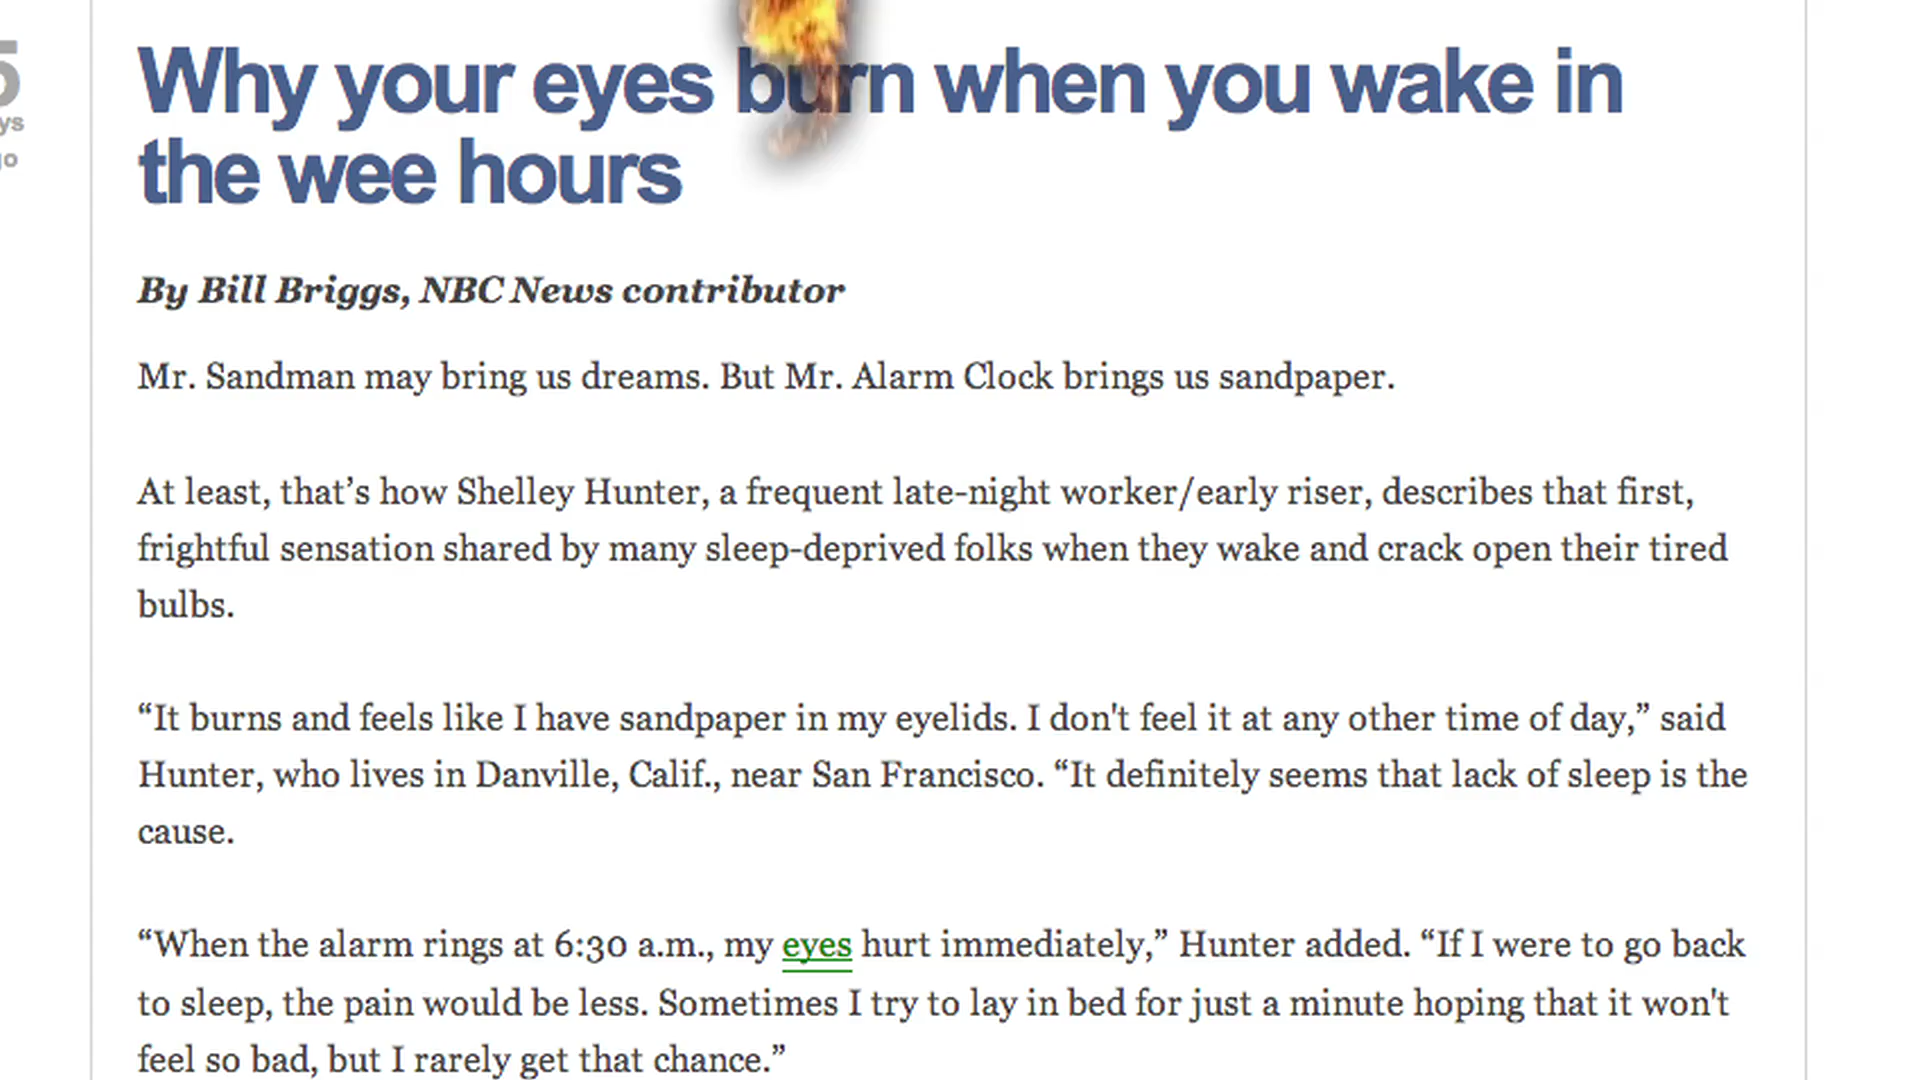 5
ys
go
Why your eyes burn when you wake in
the wee hours
By Bill Briggs, NBC News contributor
Mr. Sandman may bring us dreams. But Mr. Alarm Clock brings us sandpaper.
At least, that’s how Shelley Hunter, a frequent late-night worker/early riser, describes that first,
frightful sensation shared by many sleep-deprived folks when they wake and crack open their tired
bulbs.
“It burns and feels like I have sandpaper in my eyelids. I don't feel it at any other time of day,” said
Hunter, who lives in Danville, Calif., near San Francisco. “It definitely seems that lack of sleep is the
cause.
“When the alarm rings at 6:30 a.m., my eyes hurt immediately,” Hunter added. “If I were to go back
to sleep, the pain would be less. Sometimes I try to lay in bed for just a minute hoping that it won't
feel so bad, but I rarely get that chance.”